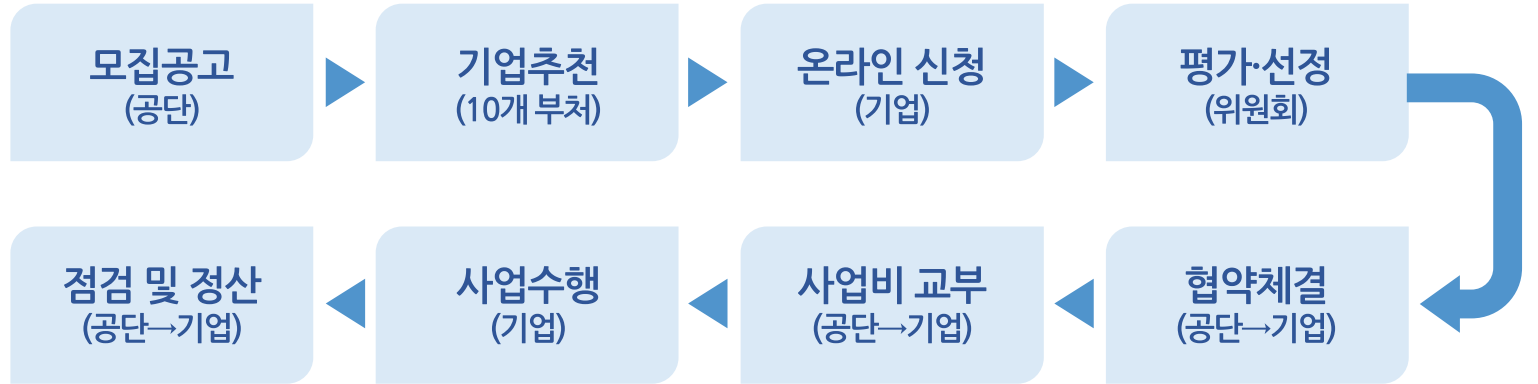 모집공고
(공단)
기업추천
(10개 부처)
온라인 신청
(기업)
평가·선정
(위원회)
협약체결
(공단→기업)
사업비 교부
(공단→기업)
사업수행
(기업)
점검 및 정산
(공단→기업)